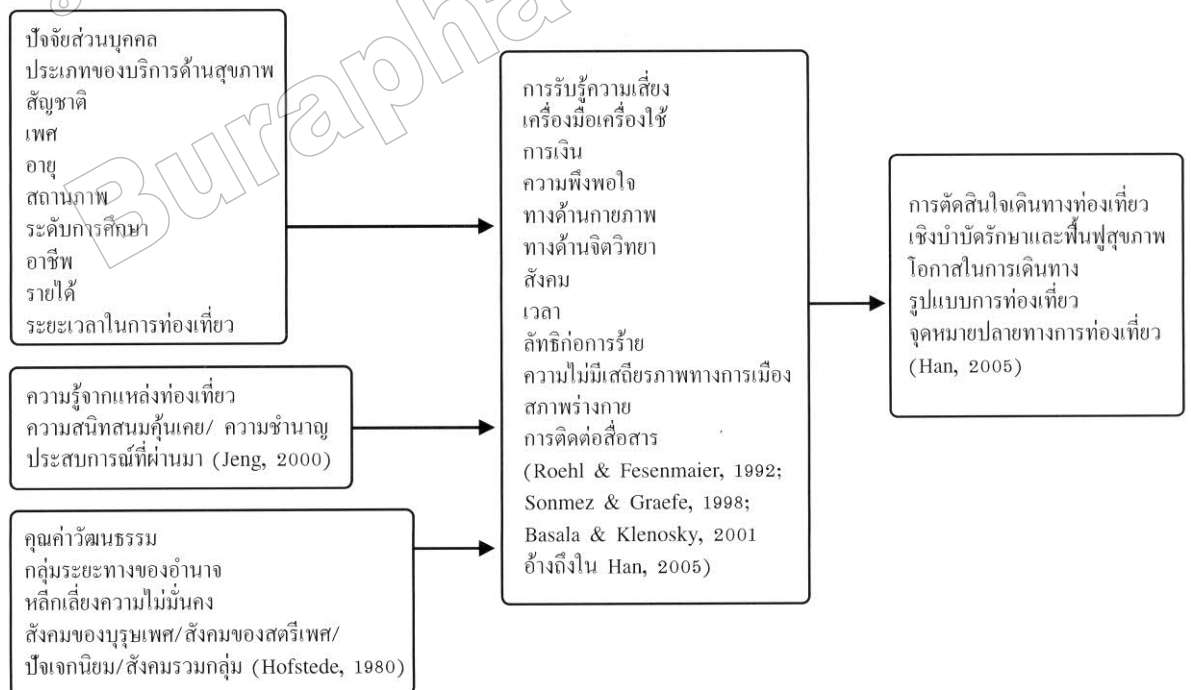 ปัจจัยส่วนบุคคล
ประเภทของบริการด้านสุขภาพ
สัญชาติ
เพศ
อายุ
สถานภาพ
ระดับการศึกษา
อาชีพ
รายได้
ระยะเวลาในการท่องเที่ยว
ความรู้จากแหล่งท่องเที่ยว
ความสนิทสนมคุ้นเคย/ ความชำนาญ
ประสบการณ์ที่ผ่านมา (Jeng, 2000)
คุณค่าวัฒนธรรม
กลุ่มระยะทางของอำนาจ
หลีกเลี่ยงความไม่มั่นคง
สังคมของบุรุษเพศ/สังคมของสตรีเพศ/
ปัจเจกนิยม/สังคมรวมกลุ่ม (Hofstede, 1980)
การรับรู้ความเสี่ยง
เครื่องมือเครื่องใช้
การเงิน
ความพึงพอใจ
ทางด้านกายภาพ
ทางด้านจิตวิทยา
สังคม
เวลา
ลัทธิก่อการร้าย
ความไม่มีเสถียรภาพทางการเมือง
สภาพร่างกาย
การติดต่อสื่อสาร
(Roehl & Fesenmaier, 1992;
Sonmez & Graefe, 1998;
Basala & Klenosky, 2001
อ้างถึงใน Han, 2005)
การตัดสินใจเดินทางท่องเที่ยว
เชิงบำบัดรักษาและฟื้นฟูสุขภาพ
โอกาสในการเดินทาง
รูปแบบการท่องเที่ยว
จุดหมายปลายทางการท่องเที่ยว
(Han, 2005)
Burapha